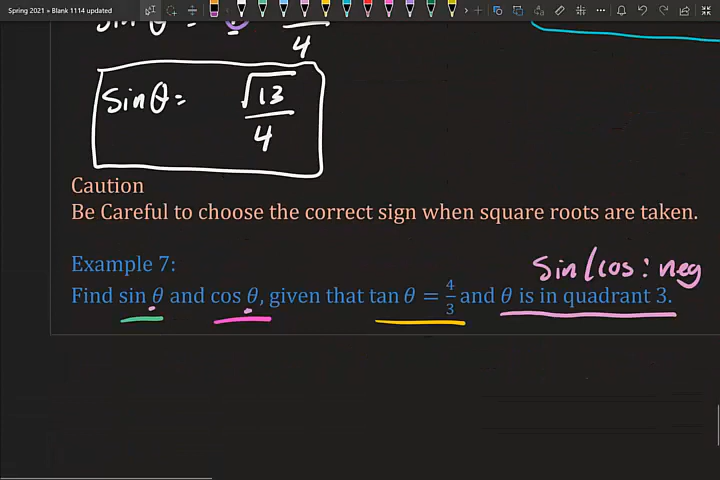 Spring 2021 » Blank 1114 updated
sin θ =
4
sin θ = √13/4
Caution
Be Careful to choose the correct sign when square roots are taken.
Example 7:
sin/cos: neg
Find sin θ and cos θ, given that tan θ = 4/3 and θ is in quadrant 3.